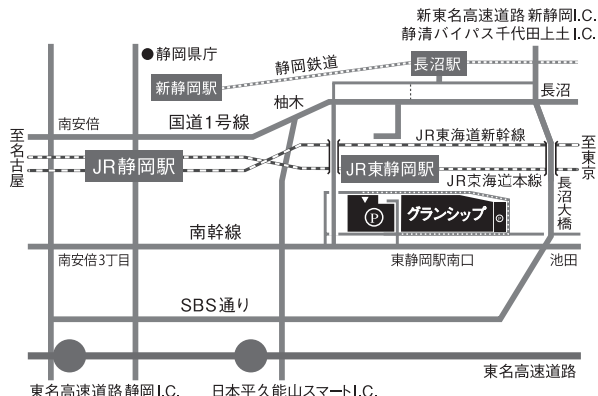 新東名高速道路 新静岡I.C.
静清バイパス千代田上土I.C.
●静岡県庁
静岡鉄道
長沼駅
新静岡駅
柚木
長沼
南安倍
国道1号線
JR東海道新幹線
至名古屋
JR静岡駅
JR東静岡駅
至東京
JR東海道本線
長沼大橋
P
グランシップ
南幹線
南安倍3丁目
東静岡駅南口
池田
SBS通り
東名高速道路
東名高速道路 静岡I.C.
日本平久能山スマートI.C.